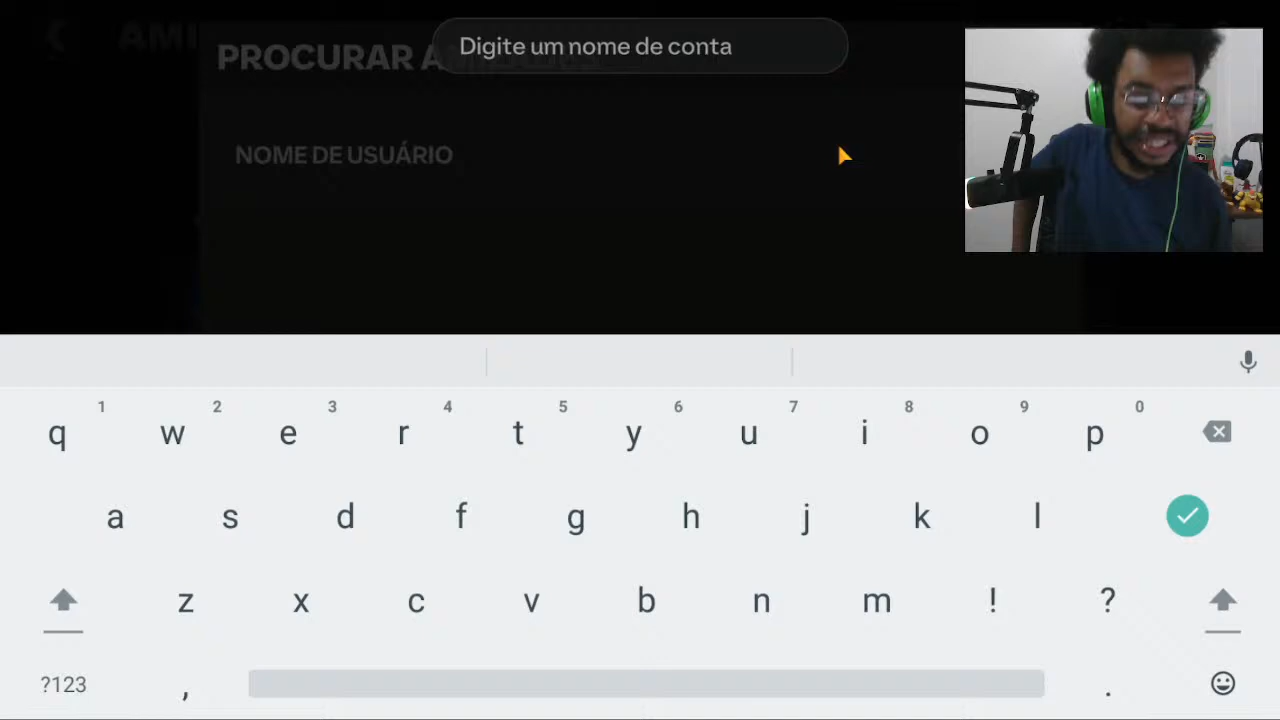 AMI
PROCURAR A
Digite um nome de conta
NOME DE USUÁRIO
1 2 3 4 5 6 7 8 9 0
q w e r t y u i o p
a s d f g h j k l
z x c v b n m ! ?
?123 , .